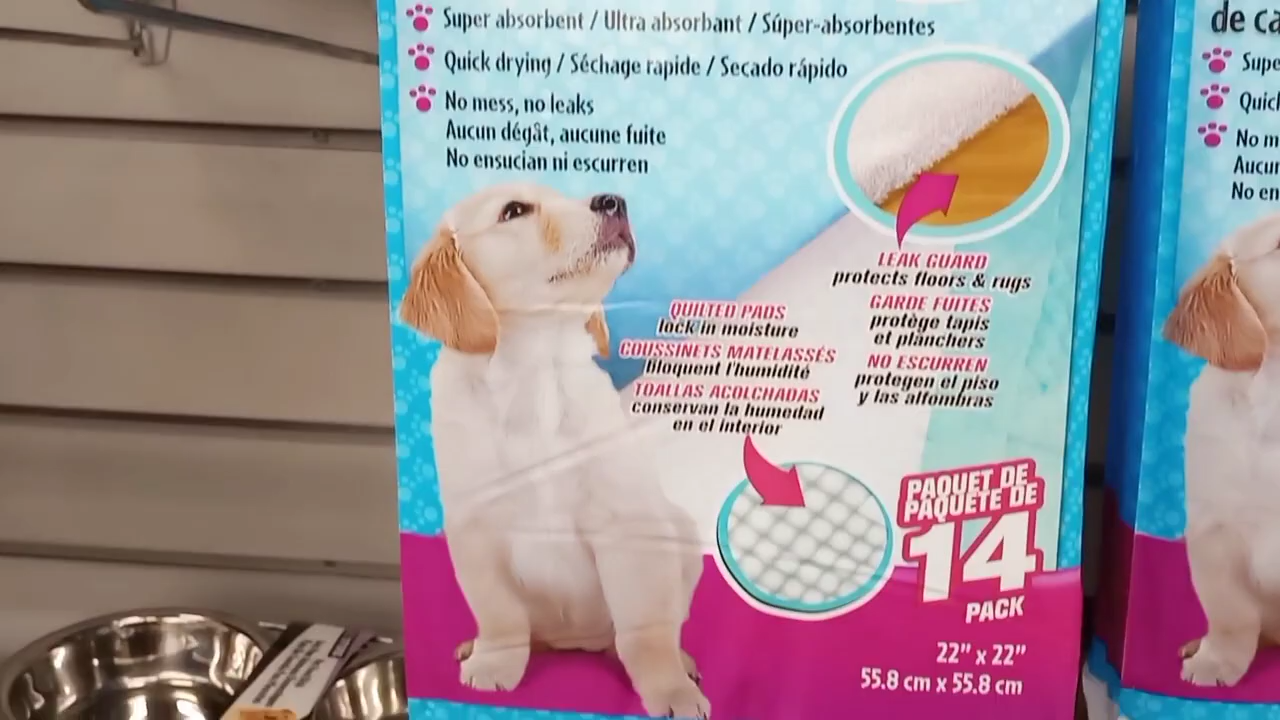 Super absorbent / Ultra absorbant / Súper-absorbentes
Quick drying / Séchage rapide / Secado rápido
No mess, no leaks
Aucun dégât, aucune fuite
No ensucian ni escurren
LEAK GUARD
protects floors & rugs
GARDE FUITES
protège tapis
et planchers
NO ESCURREN
protegen el piso
y las alfombras
QUILTED PADS
lock in moisture
COUSSINETS MATELASSÉS
Bloquent l'humidité
TOALLAS ACOLCHADAS
conservan la humedad
en el interior
PAQUET DE
PAQUETE DE
14
PACK
22" x 22"
55.8 cm x 55.8 cm
de ca
Supe
Quic
No m
Aucu
No en